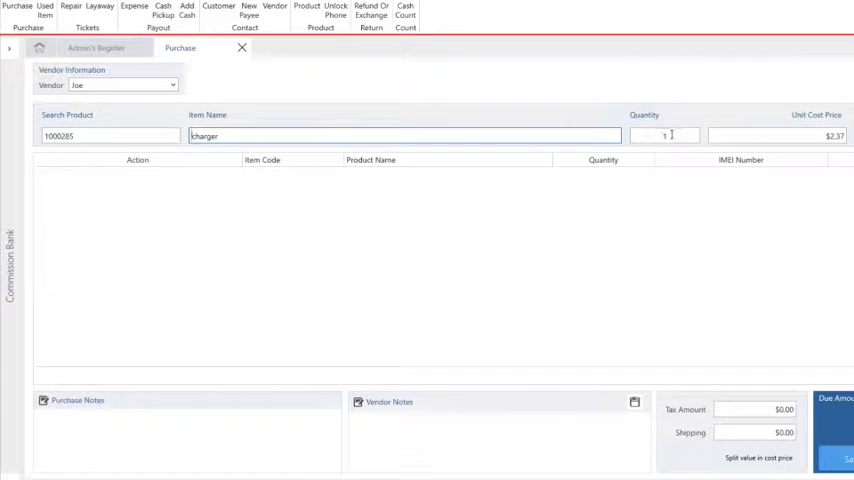 Purchase Used Item Repair Layaway Expense Cash Pickup Add Cash Customer New Payee Vendor Product Unlock Phone Refund Or Exchange Cash Count
Purchase Tickets Payout Contact Product Return Count
Admin's Register Purchase
Vendor Information
Vendor Joe
Search Product Item Name Quantity Unit Cost Price
1000285 charger 1 $2.37
Action Item Code Product Name Quantity IMEI Number
Commission Bank
Purchase Notes Vendor Notes
Tax Amount $0.00
Shipping $0.00
Split value in cost price
Due Amou
Sa